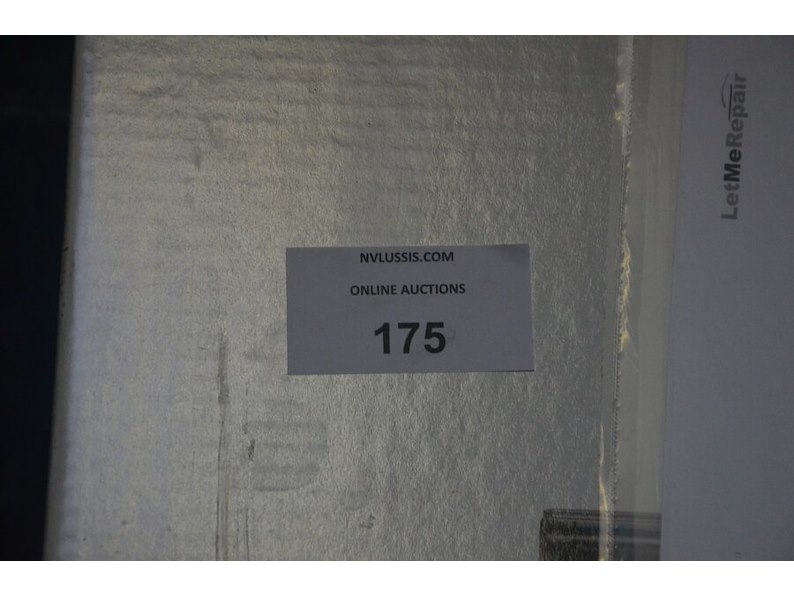 NVLUSSIS.COM
ONLINE AUCTIONS
175
LetMeRepair